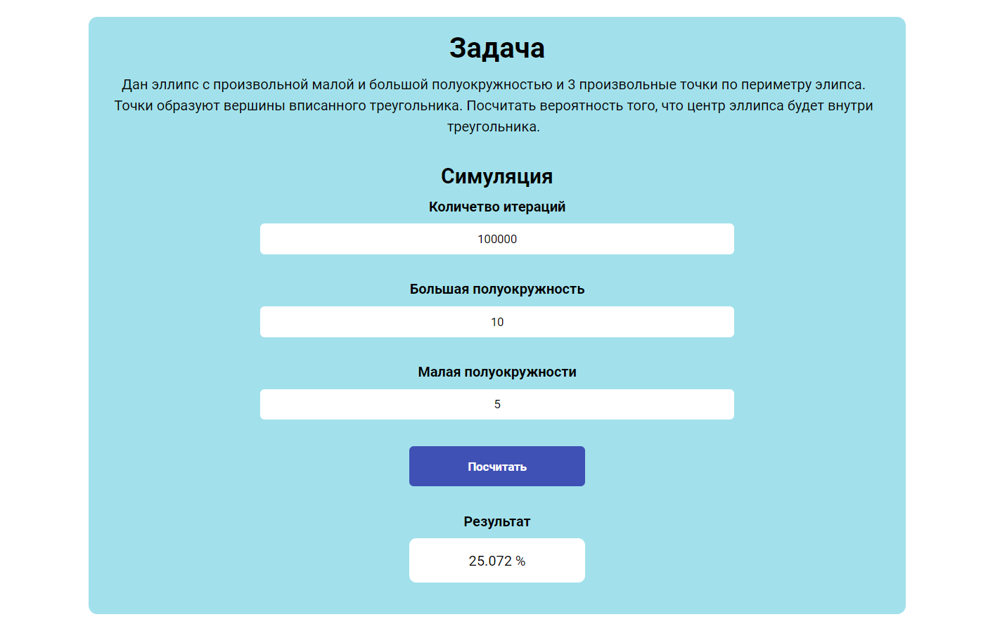 Задача
Дан эллипс с произвольной малой и большой полуокружностью и 3 произвольные точки по периметру элипса.
Точки образуют вершины вписанного треугольника. Посчитать вероятность того, что центр эллипса будет внутри
треугольника.
Симуляция
Количетво итераций
100000
Большая полуокружность
10
Малая полуокружности
5
Посчитать
Результат
25.072 %